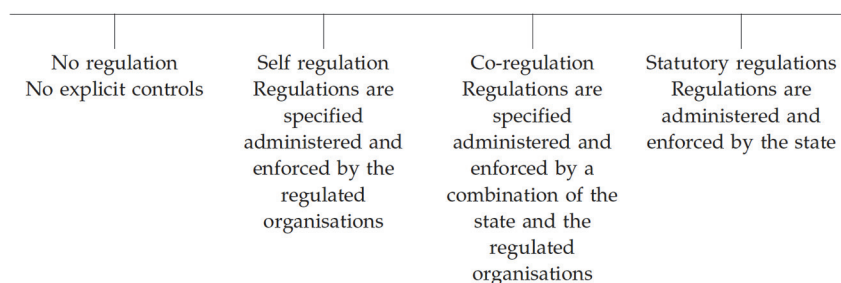 No regulation
No explicit controls
Self regulation
Regulations are
specified
administered and
enforced by the
regulated
organisations
Co-regulation
Regulations are
specified
administered and
enforced by a
combination of the
state and the
regulated
organisations
Statutory regulations
Regulations are
administered and
enforced by the state